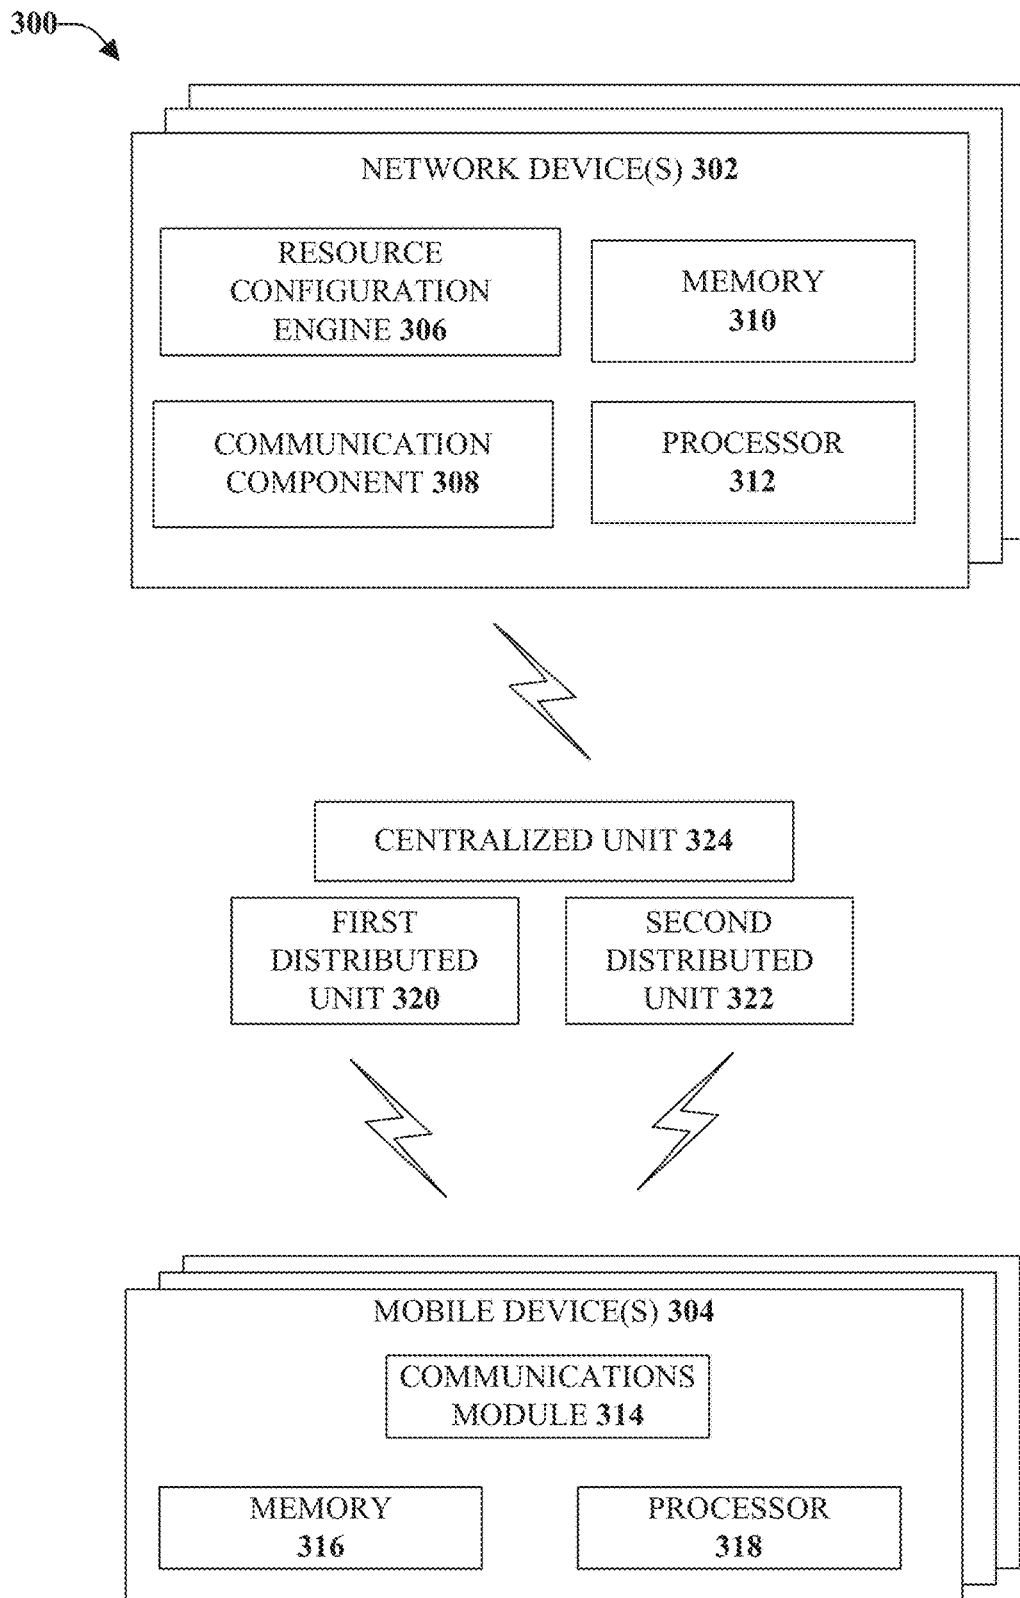 300
NETWORK DEVICE(S) 302
RESOURCE
CONFIGURATION
ENGINE 306
MEMORY
310
COMMUNICATION
COMPONENT 308
PROCESSOR
312
CENTRALIZED UNIT 324
FIRST
DISTRIBUTED
UNIT 320
SECOND
DISTRIBUTED
UNIT 322
MOBILE DEVICE(S) 304
COMMUNICATIONS
MODULE 314
MEMORY
316
PROCESSOR
318